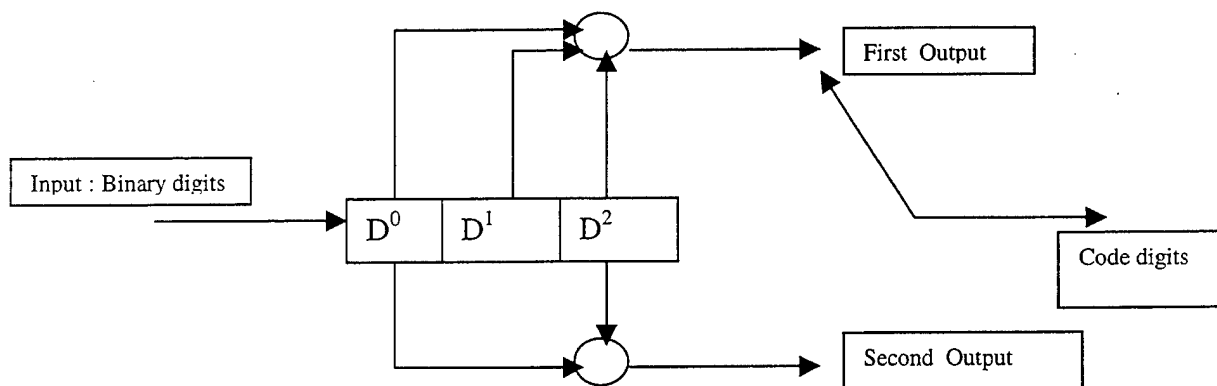 First Output
Input : Binary digits
D⁰ D¹ D²
Code digits
Second Output